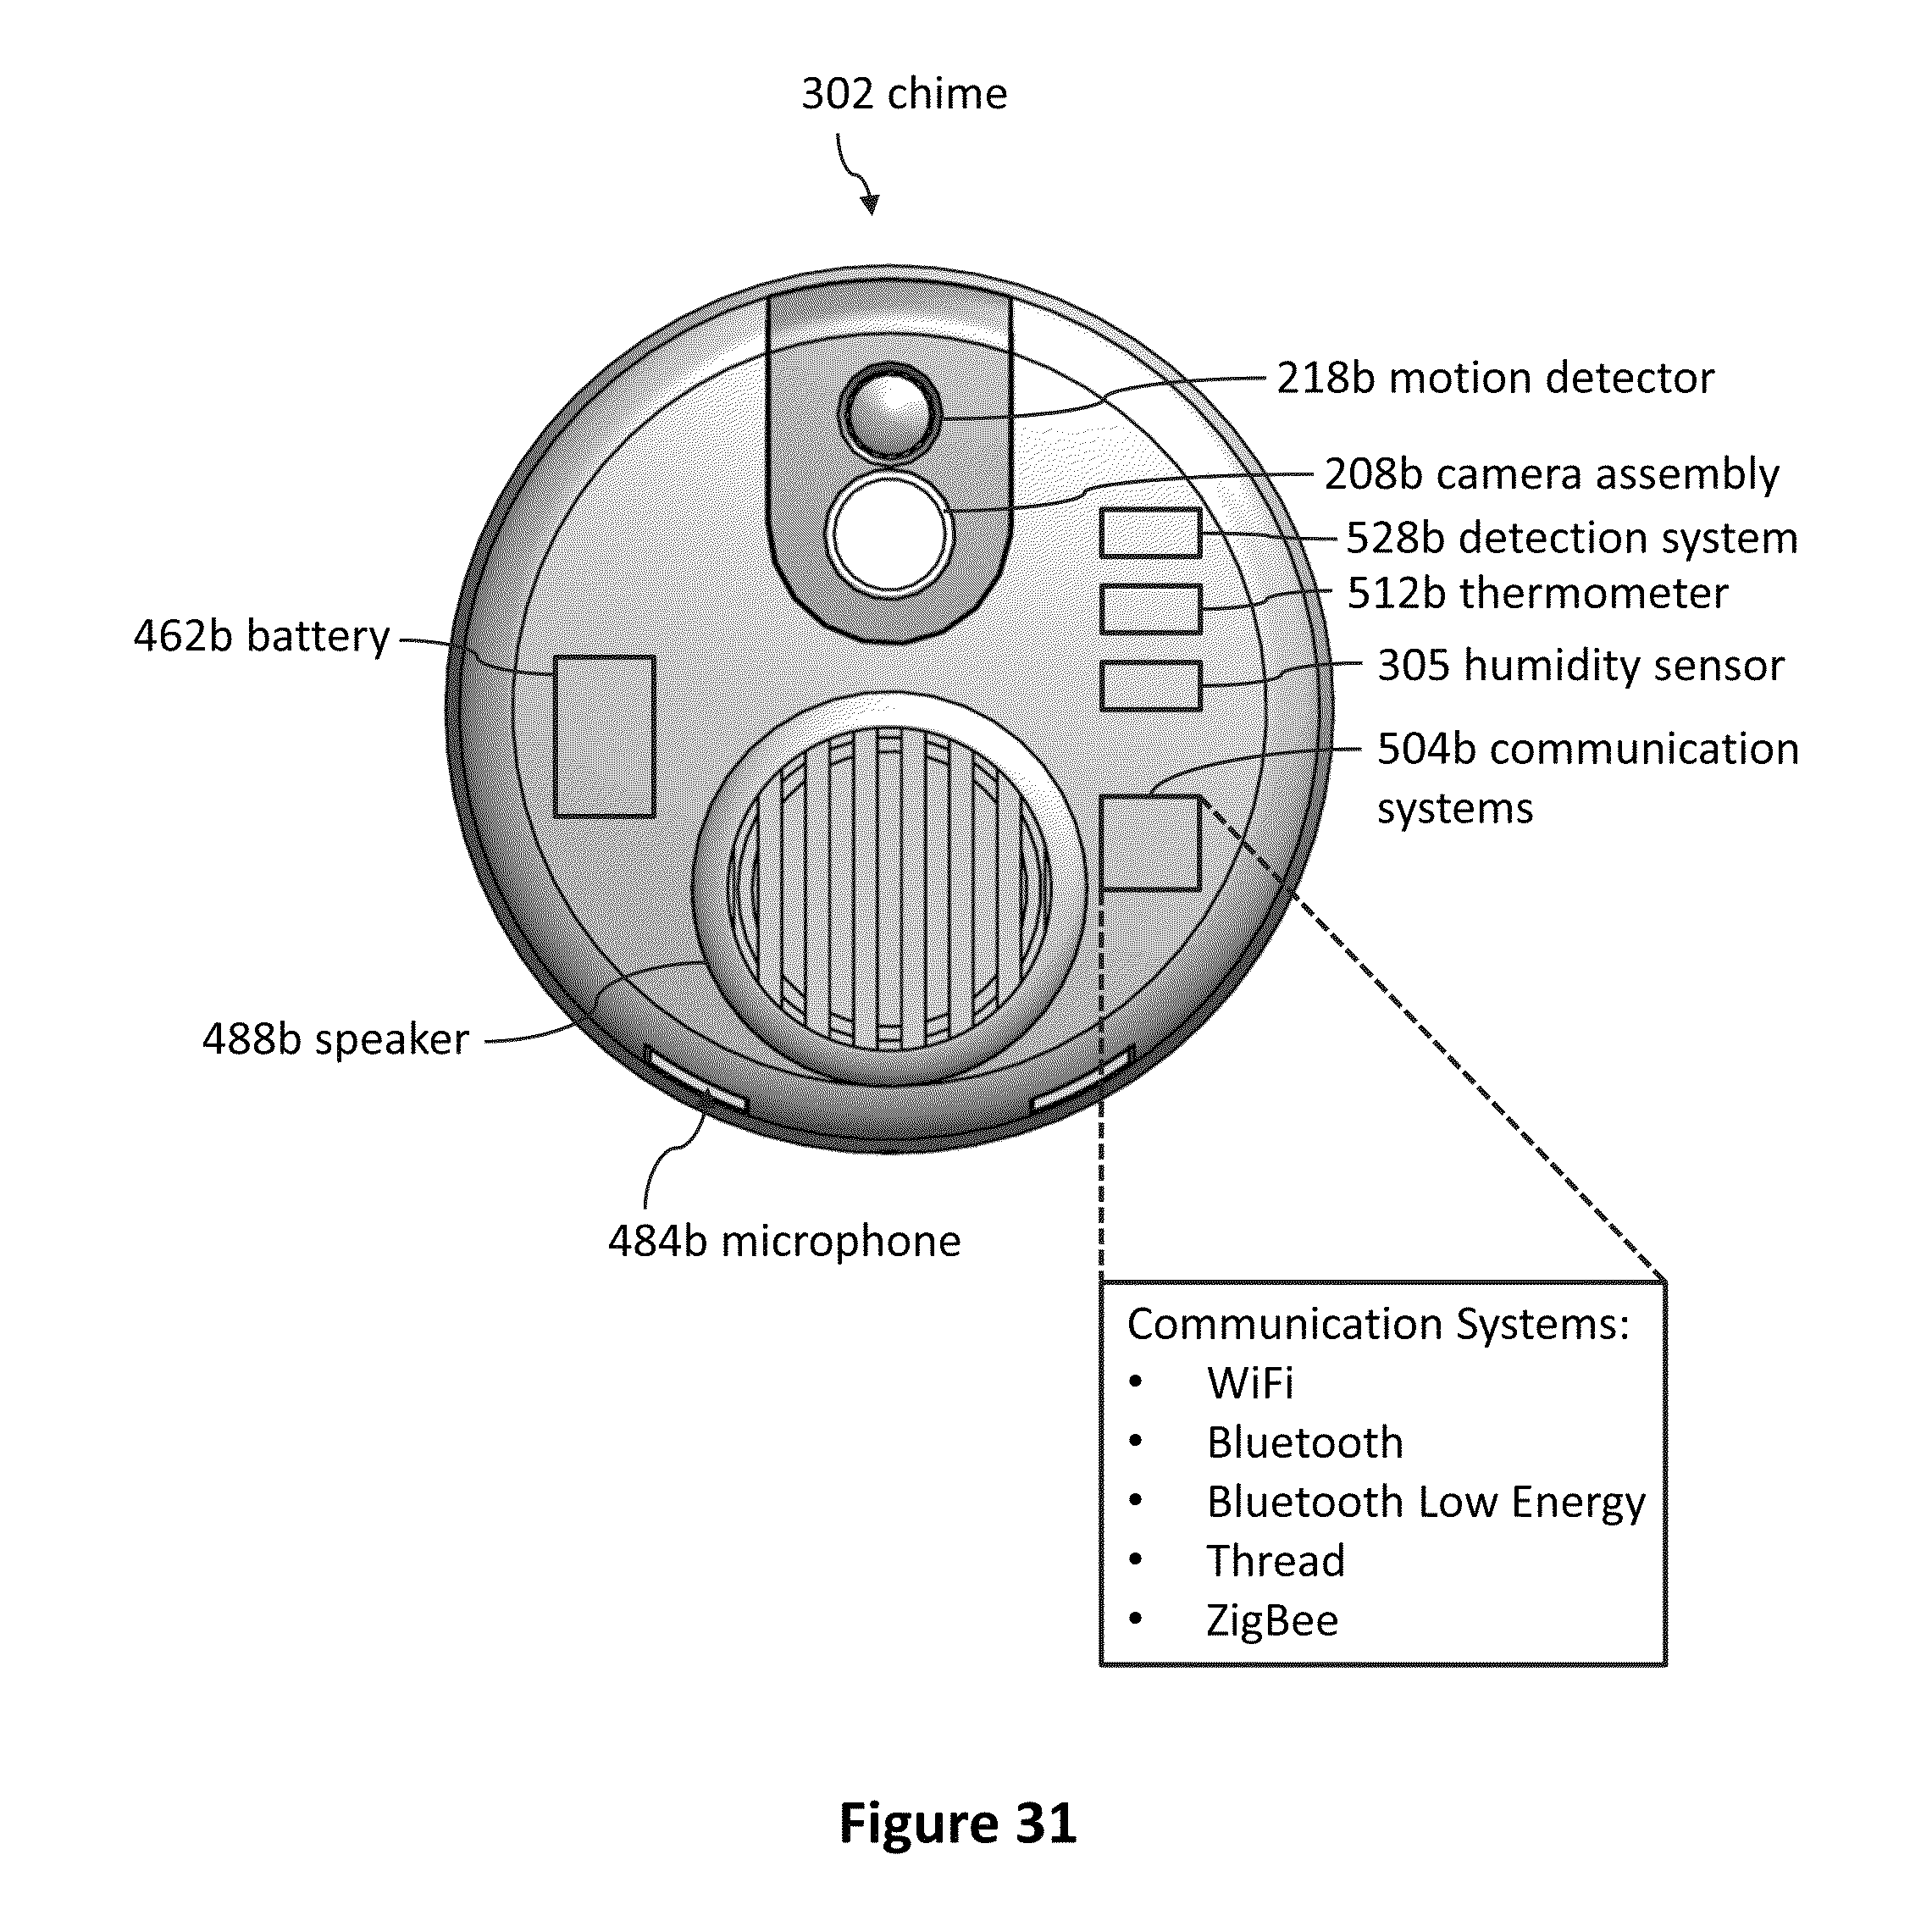 302 chime
218b motion detector
208b camera assembly
528b detection system
512b thermometer
462b battery
305 humidity sensor
504b communication
systems
488b speaker
484b microphone
Communication Systems:
• WiFi
• Bluetooth
• Bluetooth Low Energy
• Thread
• ZigBee
Figure 31